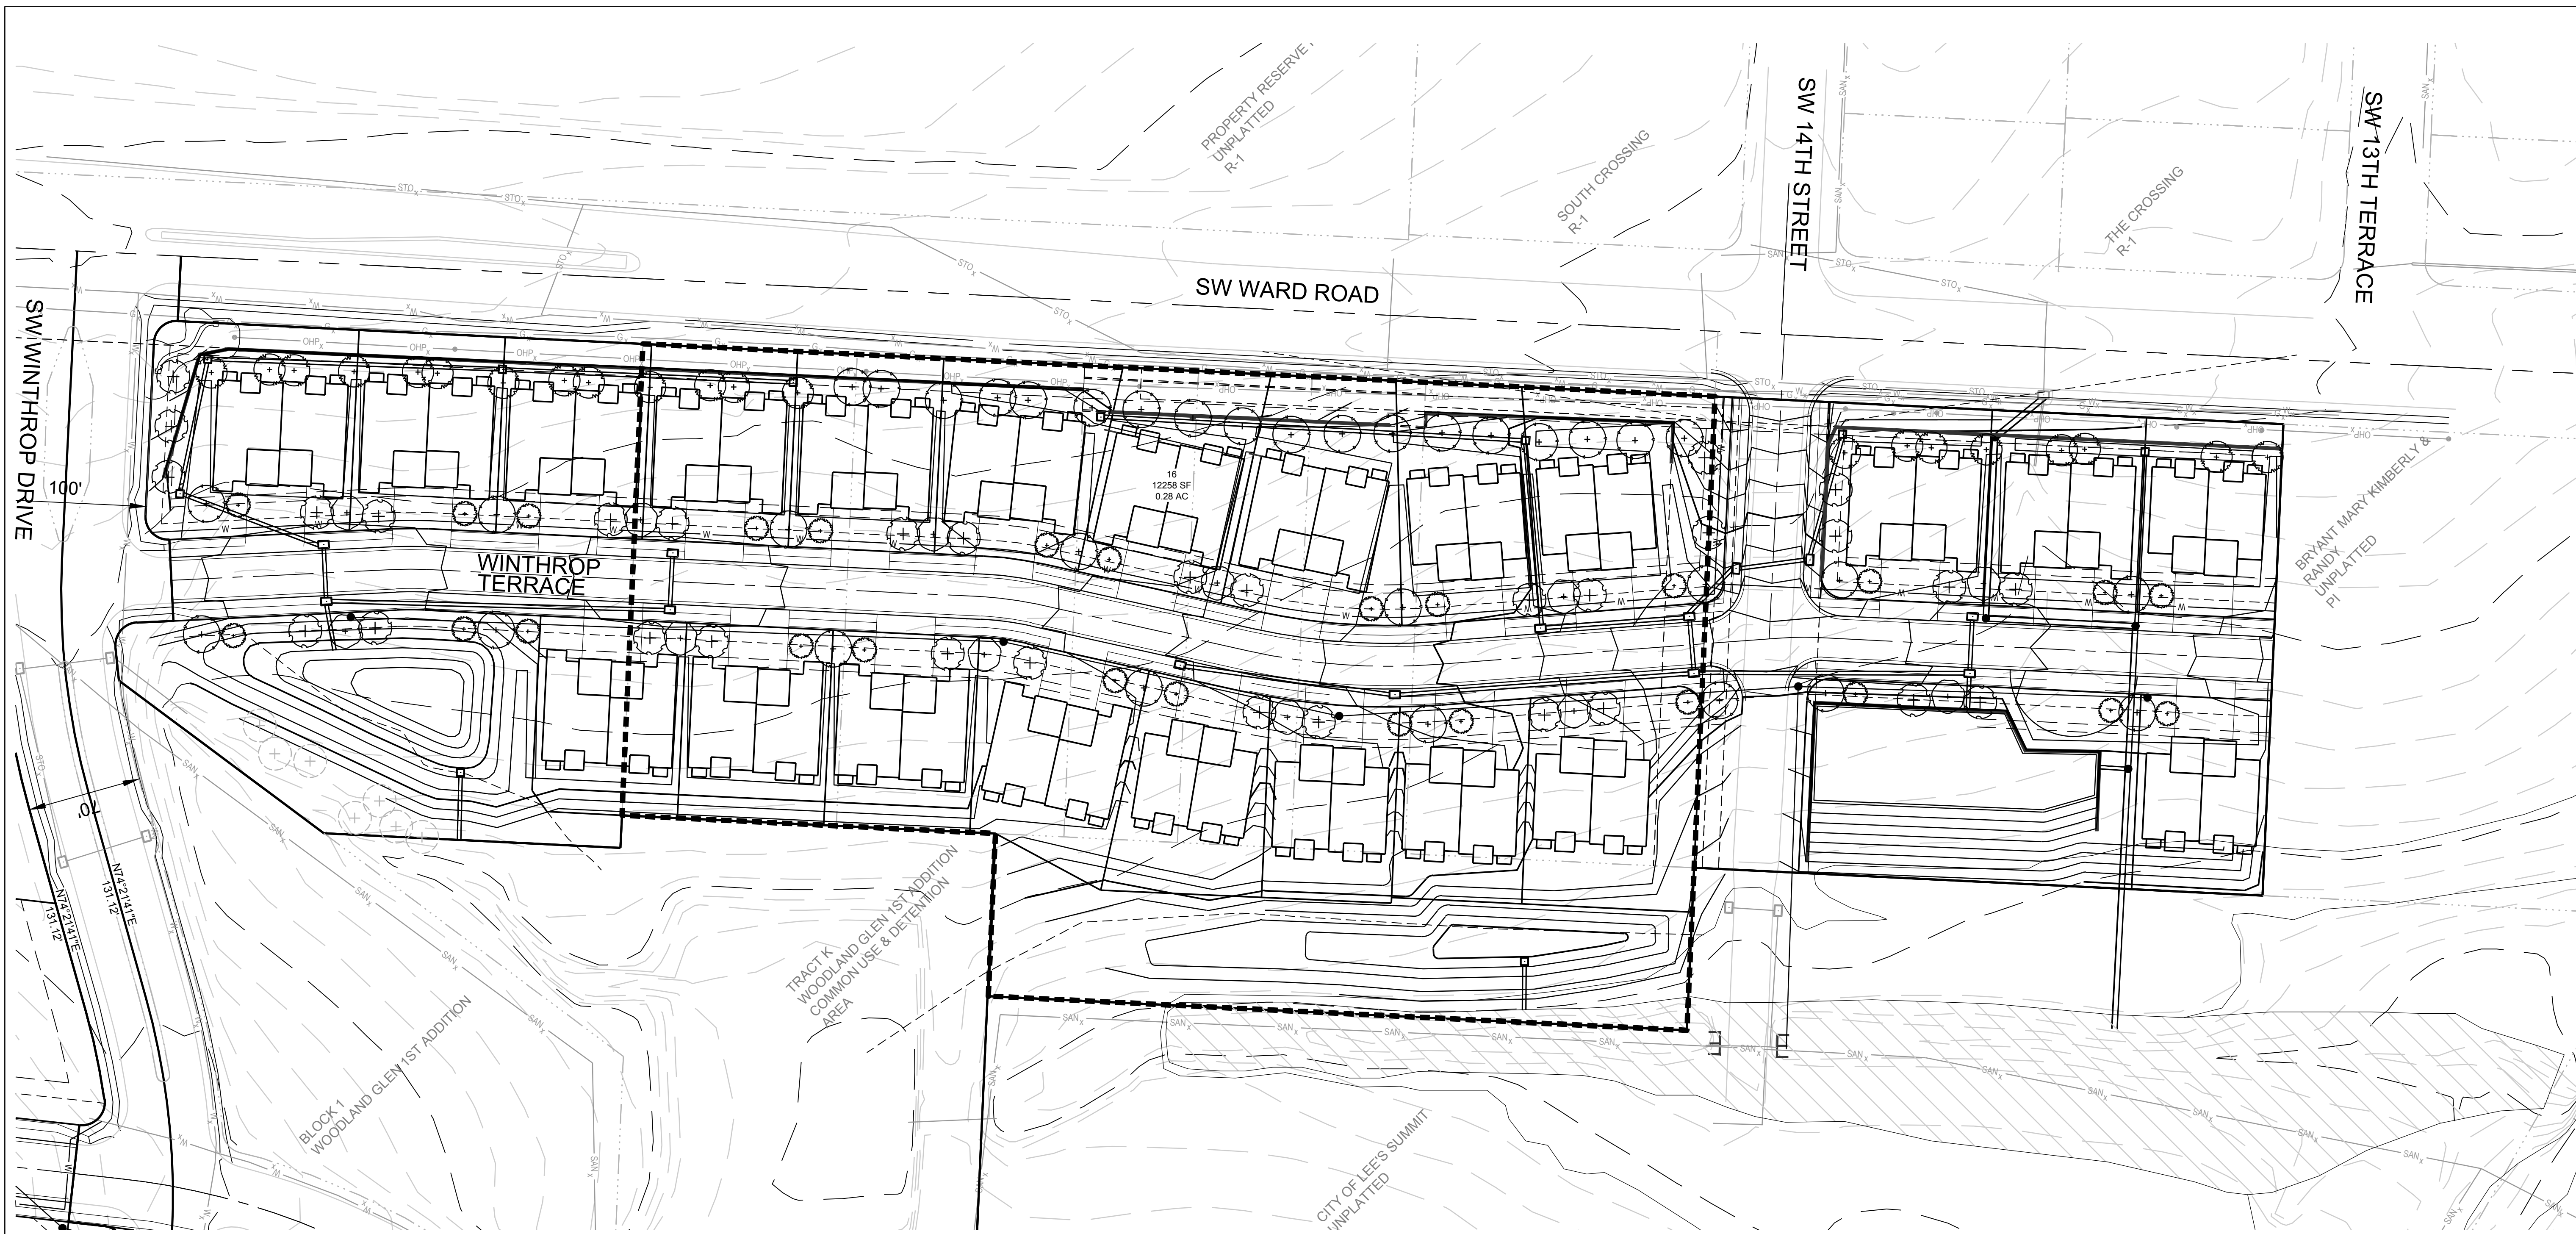 PROPERTY RESERVE I
UNPLATTED
R-1
SOUTH CROSSING
R-1
SW 14TH STREET
THE CROSSING
R-1
SW 13TH TERRACE
SW WARD ROAD
SW WINTHROP DRIVE
100'
16
12258 SF
0.28 AC
WINTHROP
TERRACE
BRYANT MARY KIMBERLY &
RANDY
UNPLATTED
PI
70'
N74°21'41"E
131.12'
N74°21'41"E
131.12'
TRACT K
WOODLAND GLEN 1ST ADDITION
COMMON USE & DETENTION
AREA
BLOCK 1
WOODLAND GLEN 1ST ADDITION
CITY OF LEE'S SUMMIT
UNPLATTED